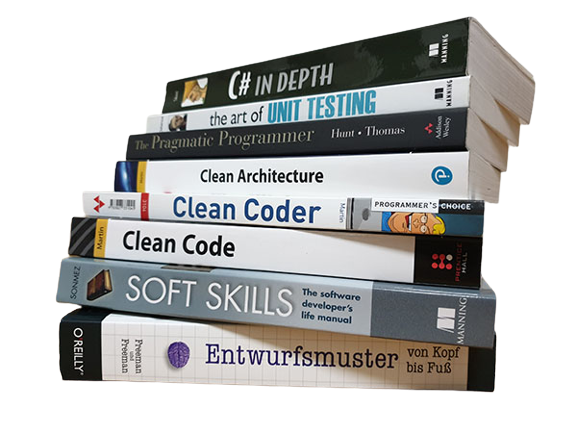 C# IN DEPTH
MANNING
the art of UNIT TESTING
MANNING
The Pragmatic Programmer
Hunt • Thomas
Addison
Wesley
Clean Architecture
Clean Coder
Martin
PROGRAMMER'S CHOICE
Martin
Clean Code
PRENTICE
HALL
SONMEZ
SOFT SKILLS
The software
developer's
life manual
MANNING
O'REILLY®
Freeman
und
Freeman
Entwurfsmuster
von Kopf
bis Fuß